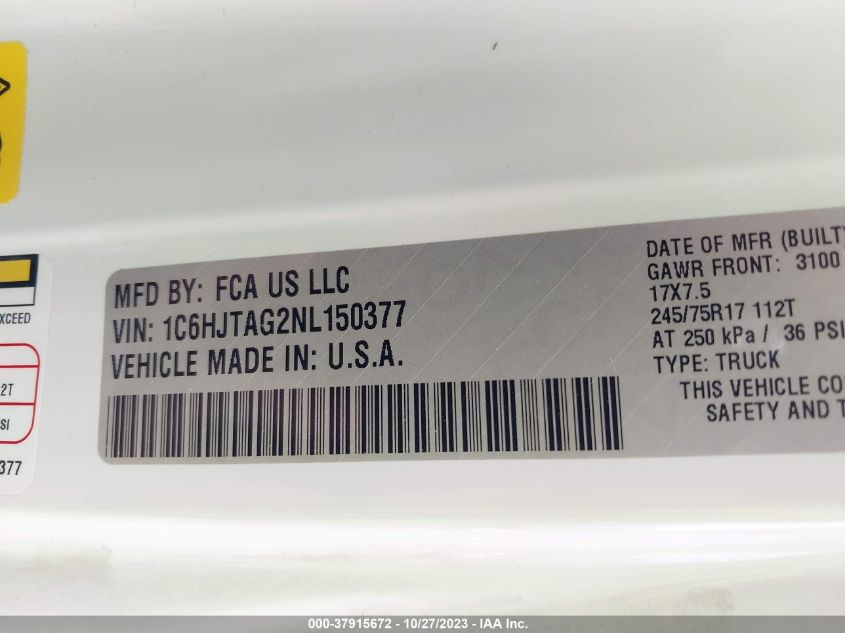 MFD BY: FCA US LLC
VIN: 1C6HJTAG2NL150377
VEHICLE MADE IN: U.S.A.
DATE OF MFR (BUILT)
GAWR FRONT: 3100
17X7.5
245/75R17 112T
AT 250 kPa / 36 PSI
TYPE: TRUCK
THIS VEHICLE CO
SAFETY AND T
XCEED
2T
SI
377
000-37915672 - 10/27/2023 - IAA Inc.